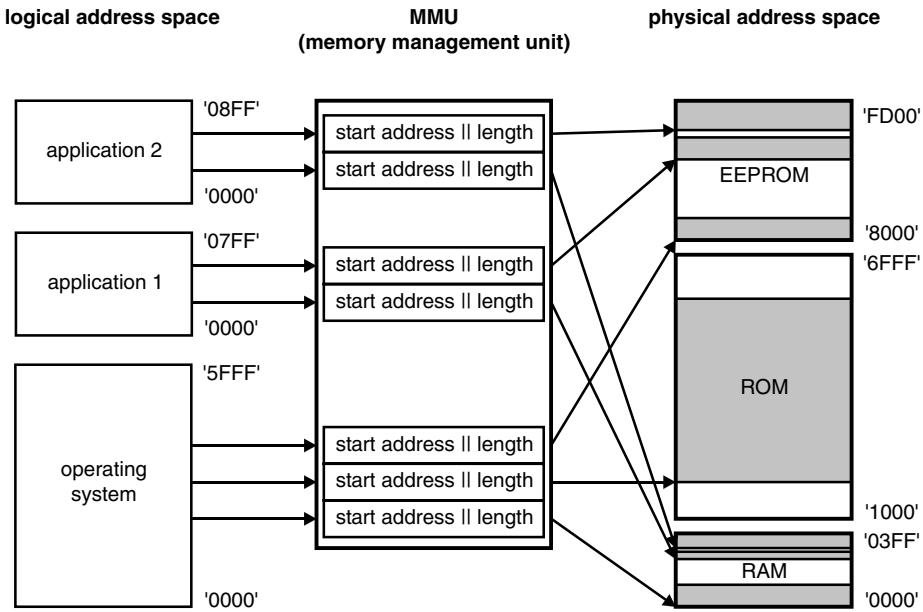 logical address space
MMU
(memory management unit)
physical address space
'08FF'
application 2
'0000'
'07FF'
application 1
'0000'
'5FFF'
operating
system
'0000'
start address || length
start address || length
start address || length
start address || length
start address || length
start address || length
start address || length
'FD00'
EEPROM
'8000'
'6FFF'
ROM
'1000'
'03FF'
RAM
'0000'